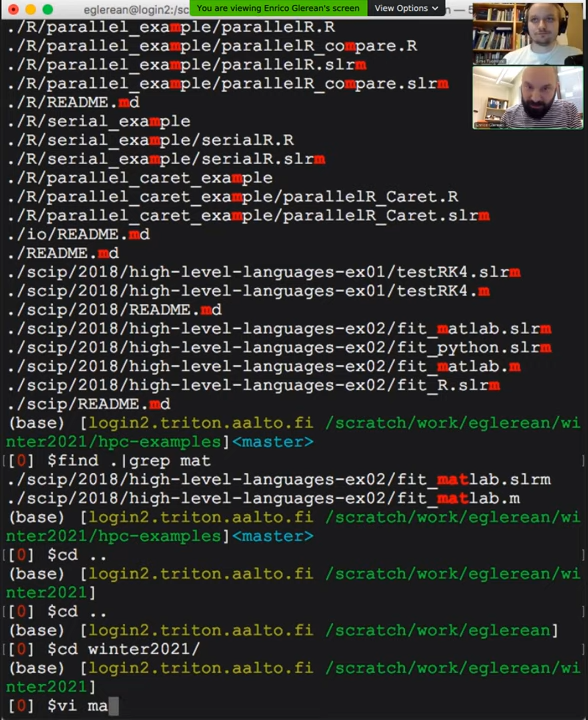 eglerean@login2:/sc
You are viewing Enrico Glerean's screen
View Options
./R/parallel_example/parallelR.R
./R/parallel_example/parallelR_compare.R
./R/parallel_example/parallelR.slrm
./R/parallel_example/parallelR_compare.slrm
./R/README.md
./R/serial_example
./R/serial_example/serialR.R
./R/serial_example/serialR.slrm
./R/parallel_caret_example
./R/parallel_caret_example/parallelR_Caret.R
./R/parallel_caret_example/parallelR_Caret.slrm
./io/README.md
./README.md
./scip/2018/high-level-languages-ex01/testRK4.slrm
./scip/2018/high-level-languages-ex01/testRK4.m
./scip/2018/README.md
./scip/2018/high-level-languages-ex02/fit_matlab.slrm
./scip/2018/high-level-languages-ex02/fit_python.slrm
./scip/2018/high-level-languages-ex02/fit_matlab.m
./scip/2018/high-level-languages-ex02/fit_R.slrm
./scip/README.md
(base) [login2.triton.aalto.fi /scratch/work/eglerean/wi
nter2021/hpc-examples]<master>
[[0] $find .|grep mat ]
./scip/2018/high-level-languages-ex02/fit_matlab.slrm
./scip/2018/high-level-languages-ex02/fit_matlab.m
(base) [login2.triton.aalto.fi /scratch/work/eglerean/wi
nter2021/hpc-examples]<master>
[[0] $cd .. ]
(base) [login2.triton.aalto.fi /scratch/work/eglerean/wi
nter2021]
[[0] $cd .. ]
(base) [login2.triton.aalto.fi /scratch/work/eglerean]
[[0] $cd winter2021/ ]
(base) [login2.triton.aalto.fi /scratch/work/eglerean/wi
nter2021]
[0] $vi ma